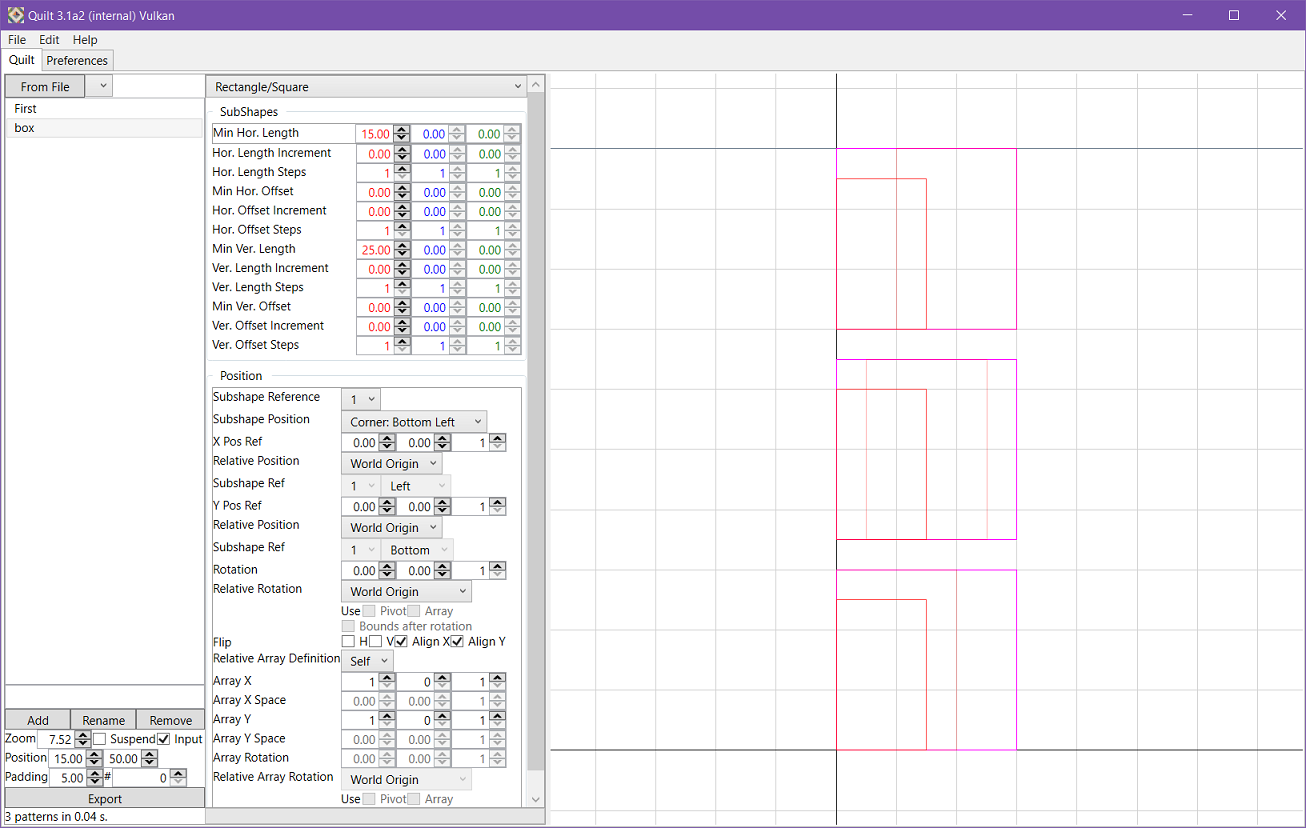 Quilt 3.1a2 (internal) Vulkan
File Edit Help
Quilt Preferences
From File
First
box
Rectangle/Square
SubShapes
Min Hor. Length 15.00 0.00 0.00
Hor. Length Increment 0.00 0.00 0.00
Hor. Length Steps 1 1 1
Min Hor. Offset 0.00 0.00 0.00
Hor. Offset Increment 0.00 0.00 0.00
Hor. Offset Steps 1 1 1
Min Ver. Length 25.00 0.00 0.00
Ver. Length Increment 0.00 0.00 0.00
Ver. Length Steps 1 1 1
Min Ver. Offset 0.00 0.00 0.00
Ver. Offset Increment 0.00 0.00 0.00
Ver. Offset Steps 1 1 1
Position
Subshape Reference 1
Subshape Position Corner: Bottom Left
X Pos Ref 0.00 0.00 1
Relative Position World Origin
Subshape Ref 1 Left
Y Pos Ref 0.00 0.00 1
Relative Position World Origin
Subshape Ref 1 Bottom
Rotation 0.00 0.00 1
Relative Rotation World Origin
Use Pivot Array
Bounds after rotation
Flip H V Align X Align Y
Relative Array Definition Self
Array X 1 0 1
Array X Space 0.00 0.00 1
Array Y 1 0 1
Array Y Space 0.00 0.00 1
Array Rotation 0.00 0.00 1
Relative Array Rotation World Origin
Use Pivot Array
Add Rename Remove
Zoom 7.52 Suspend Input
Position 15.00 50.00
Padding 5.00 # 0
Export
3 patterns in 0.04 s.